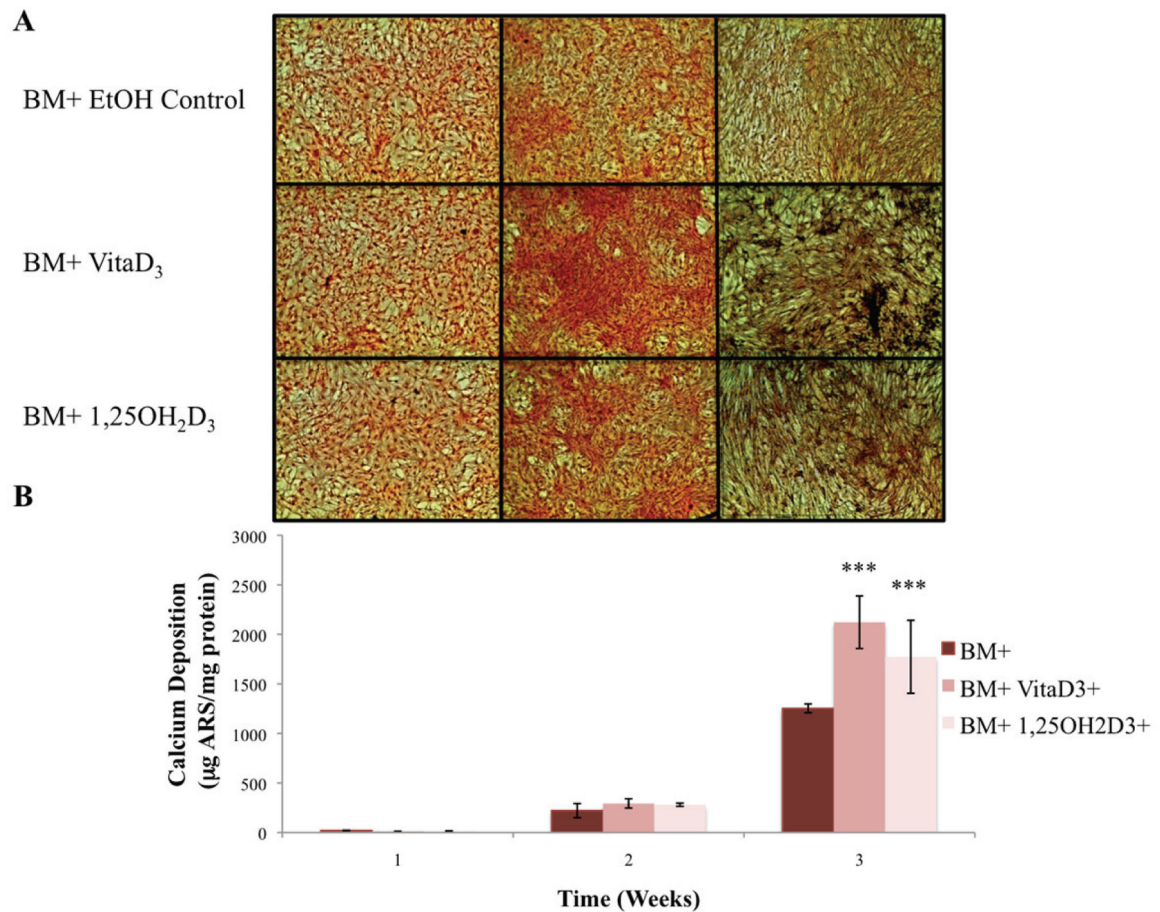 A
BM+ EtOH Control
BM+ VitaD₃
BM+ 1,25OH₂D₃
B
Calcium Deposition
(µg ARS/mg protein)
3000
2500
2000
1500
1000
500
0
***
***
BM+
BM+ VitaD3+
BM+ 1,25OH2D3+
1
2
3
Time (Weeks)